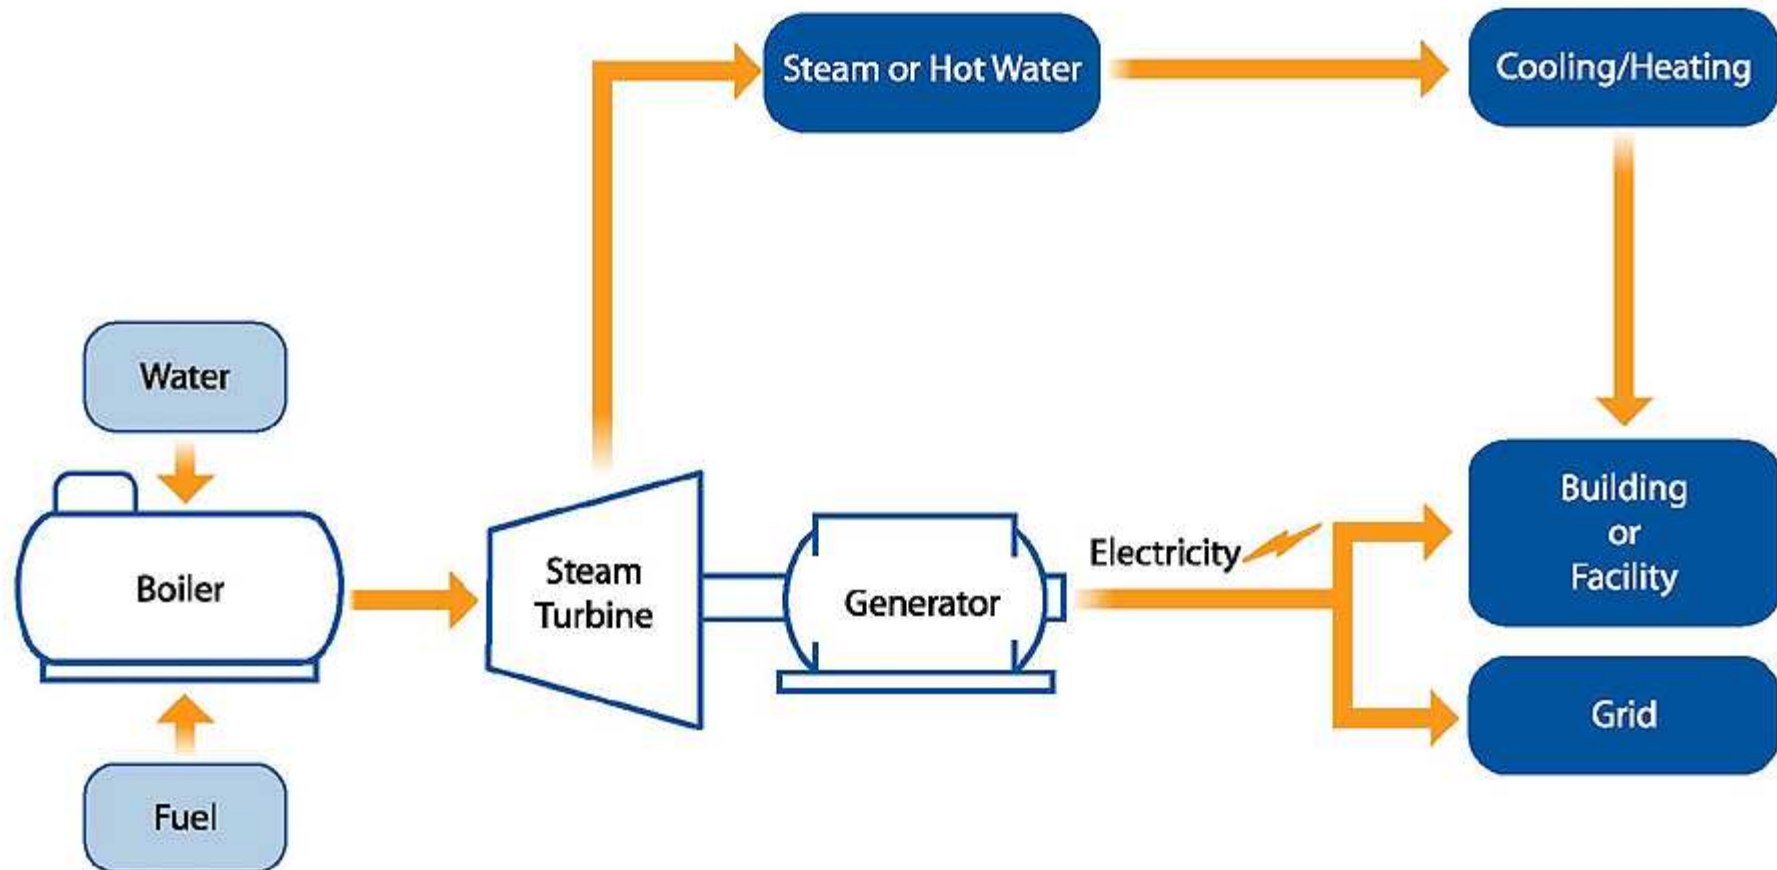 Steam or Hot Water
Cooling/Heating
Water
Boiler
Steam
Turbine
Generator
Electricity
Building
or
Facility
Grid
Fuel